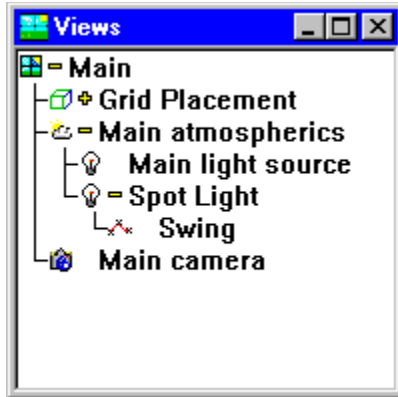 Views
Main
Grid Placement
Main atmospherics
Main light source
Spot Light
Swing
Main camera